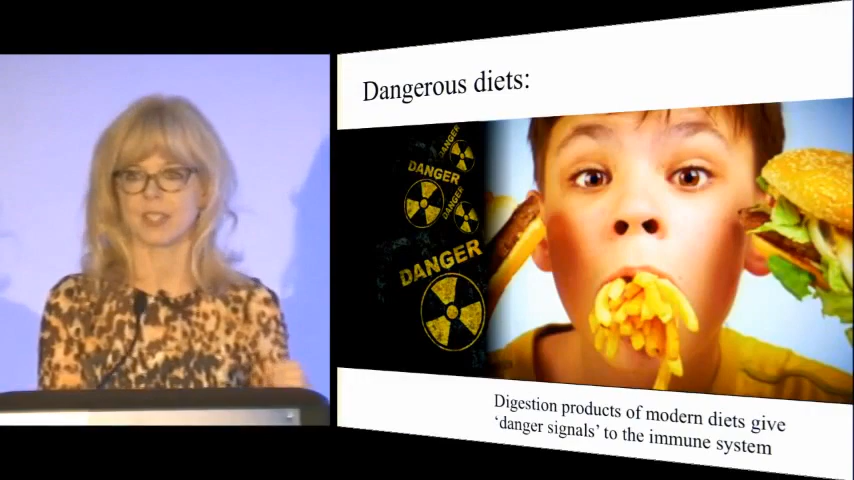 Dangerous diets:
DANGER
DANGER
DANGER
DANGER
Digestion products of modern diets give
‘danger signals’ to the immune system